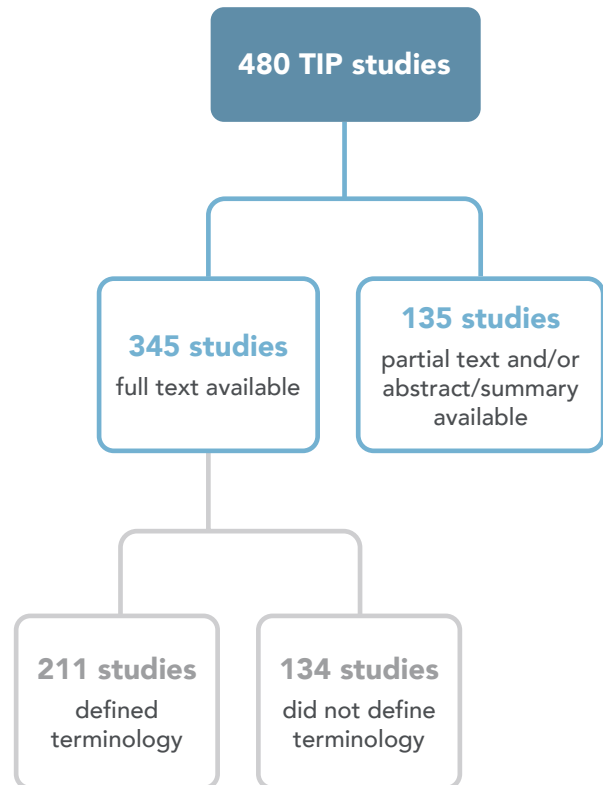 480 TIP studies
345 studies
full text available
135 studies
partial text and/or
abstract/summary
available
211 studies
defined
terminology
134 studies
did not define
terminology